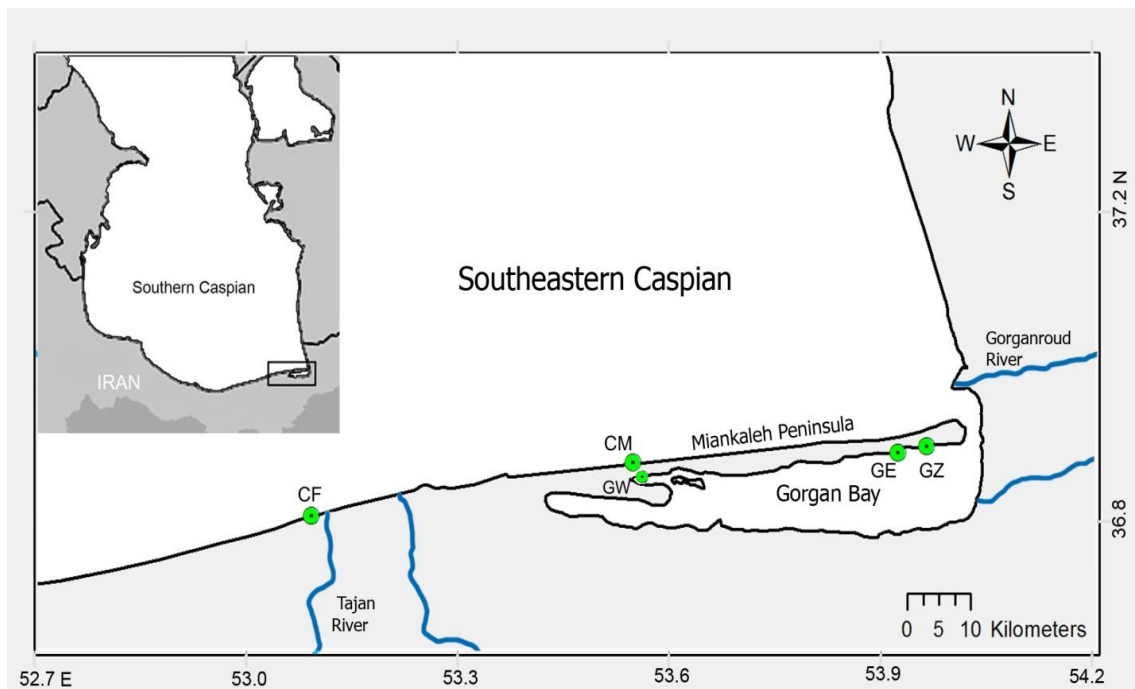 N
W E
S
37.2 N
Southern Caspian
Southeastern Caspian
Gorganroud
River
IRAN
Miankaleh Peninsula
CM
GE
GZ
GW
Gorgan Bay
CF
36.8
Tajan
River
0 5 10 Kilometers
52.7 E
53.0
53.3
53.6
53.9
54.2